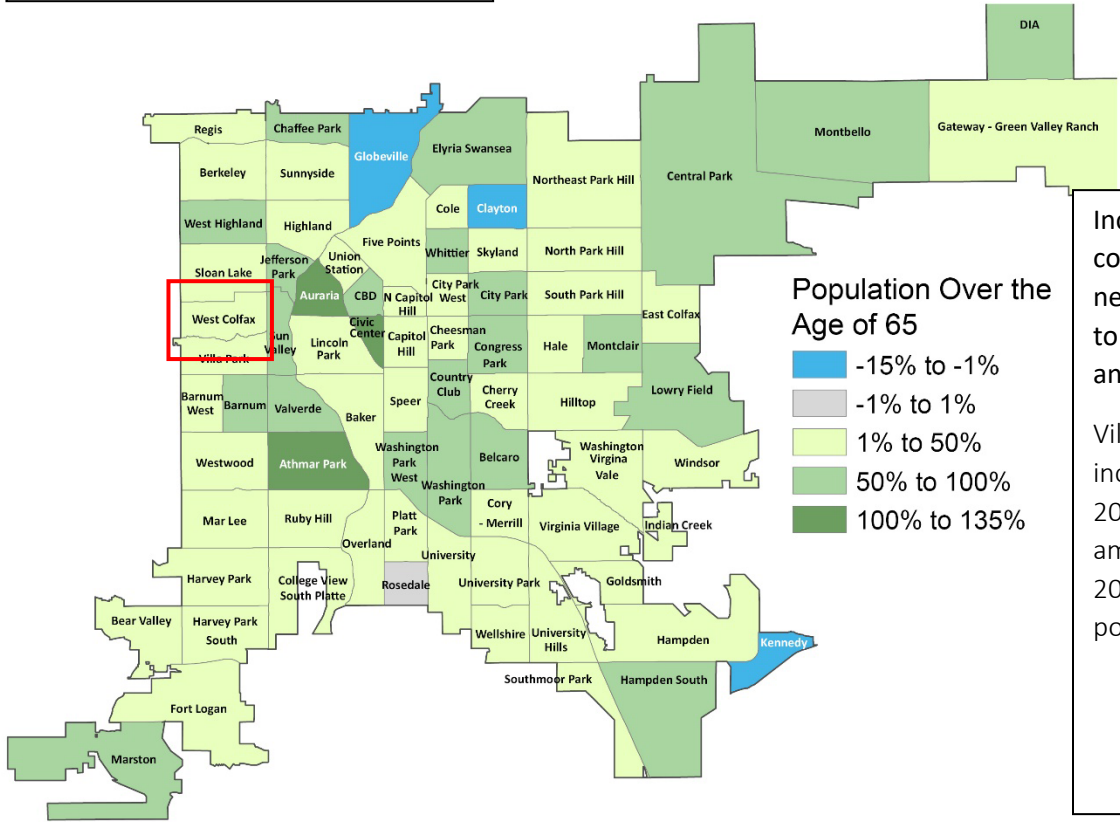 DIA
Regis
Chaffee Park
Globeville
Elyria Swansea
Montbello
Gateway - Green Valley Ranch
Berkeley
Sunnyside
Northeast Park Hill
Central Park
Cole
Clayton
West Highland
Highland
Five Points
Whittier
Skyland
North Park Hill
Sloan Lake
Jefferson
Park
Union
Station
Auraria
CBD
N Capitol
Hill
City Park
West
City Park
South Park Hill
East Colfax
West Colfax
Sun
Valley
Civic
Center
Lincoln
Park
Capitol
Hill
Cheesman
Park
Congress
Park
Hale
Montclair
Villa Park
Barnum
West
Barnum
Valverde
Baker
Speer
Country
Club
Cherry
Creek
Hilltop
Lowry Field
Westwood
Athmar Park
Washington
Park
West
Washington
Park
Belcaro
Washington
Virgina
Vale
Windsor
Mar Lee
Ruby Hill
Overland
Platt
Park
Cory
- Merrill
Virginia Village
Indian Creek
Harvey Park
College View
South Platte
Rosedale
University
University Park
Goldsmith
Bear Valley
Harvey Park
South
Wellshire
University
Hills
Hampden
Kennedy
Southmoor Park
Hampden South
Fort Logan
Marston
Population Over the
Age of 65
-15% to -1%
-1% to 1%
1% to 50%
50% to 100%
100% to 135%
to